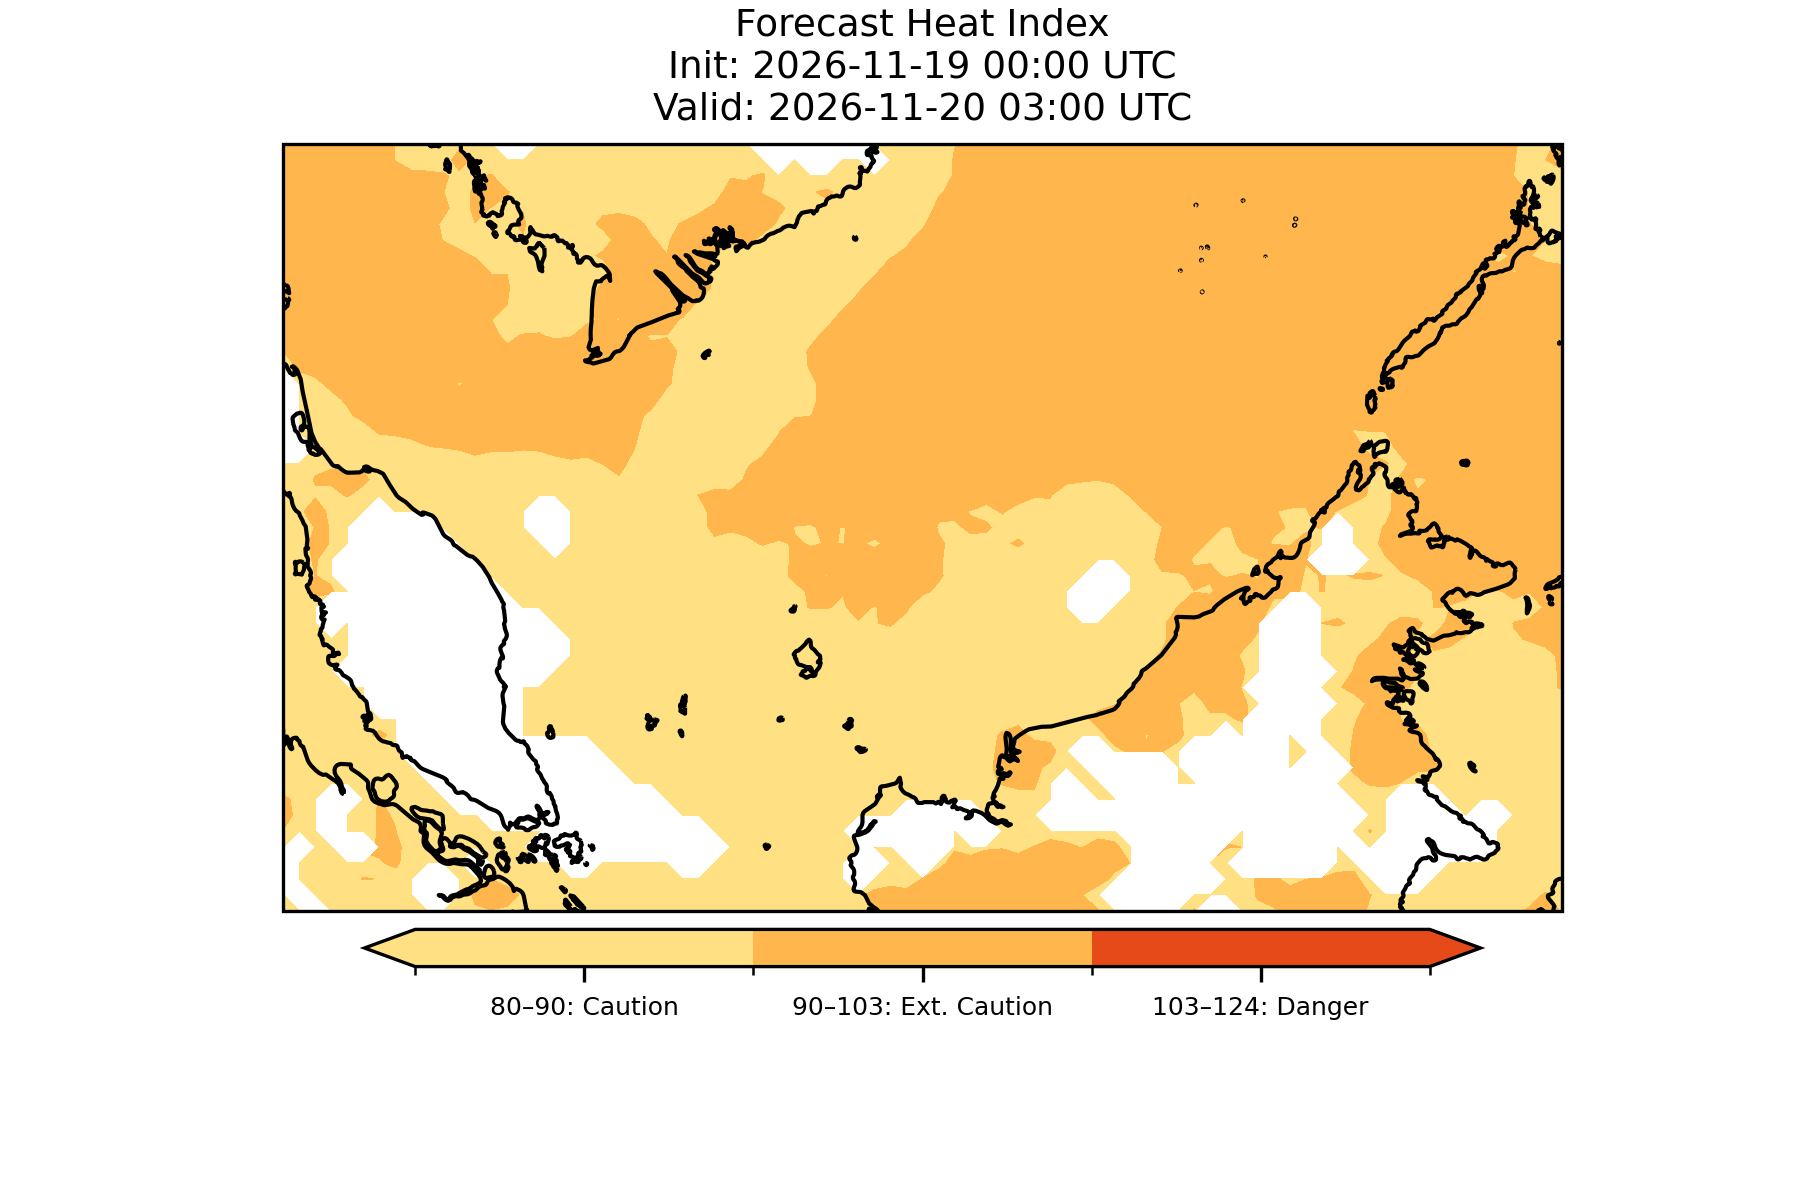 Forecast Heat Index
Init: 2026-11-19 00:00 UTC
Valid: 2026-11-20 03:00 UTC
80–90: Caution
90–103: Ext. Caution
103–124: Danger